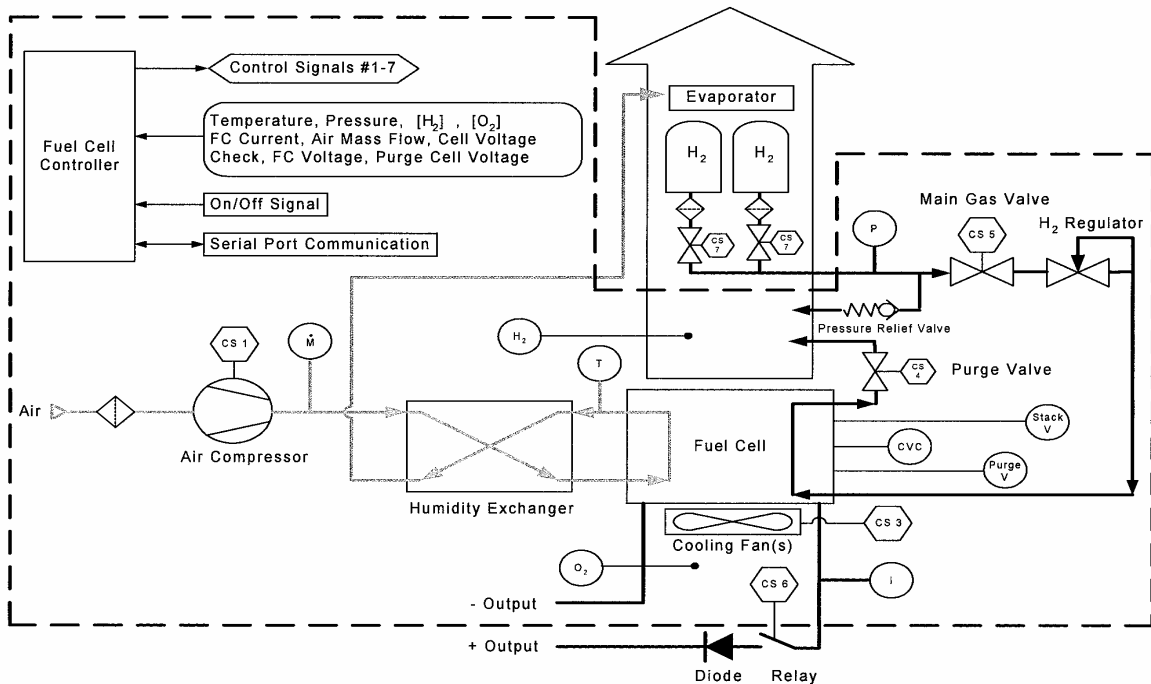 Fuel Cell
Controller
Control Signals #1-7
Temperature, Pressure, [H2] , [O2]
FC Current, Air Mass Flow, Cell Voltage
Check, FC Voltage, Purge Cell Voltage
On/Off Signal
Serial Port Communication
Evaporator
H2
H2
CS 7
CS 7
P
Main Gas Valve
CS 5
H2 Regulator
Pressure Relief Valve
H2
CS 4
Purge Valve
CS 1
Ṁ
T
Air
Air Compressor
Humidity Exchanger
Fuel Cell
Stack
V
CVC
Purge
V
Cooling Fan(s)
CS 3
O2
CS 6
i
- Output
+ Output
Diode
Relay